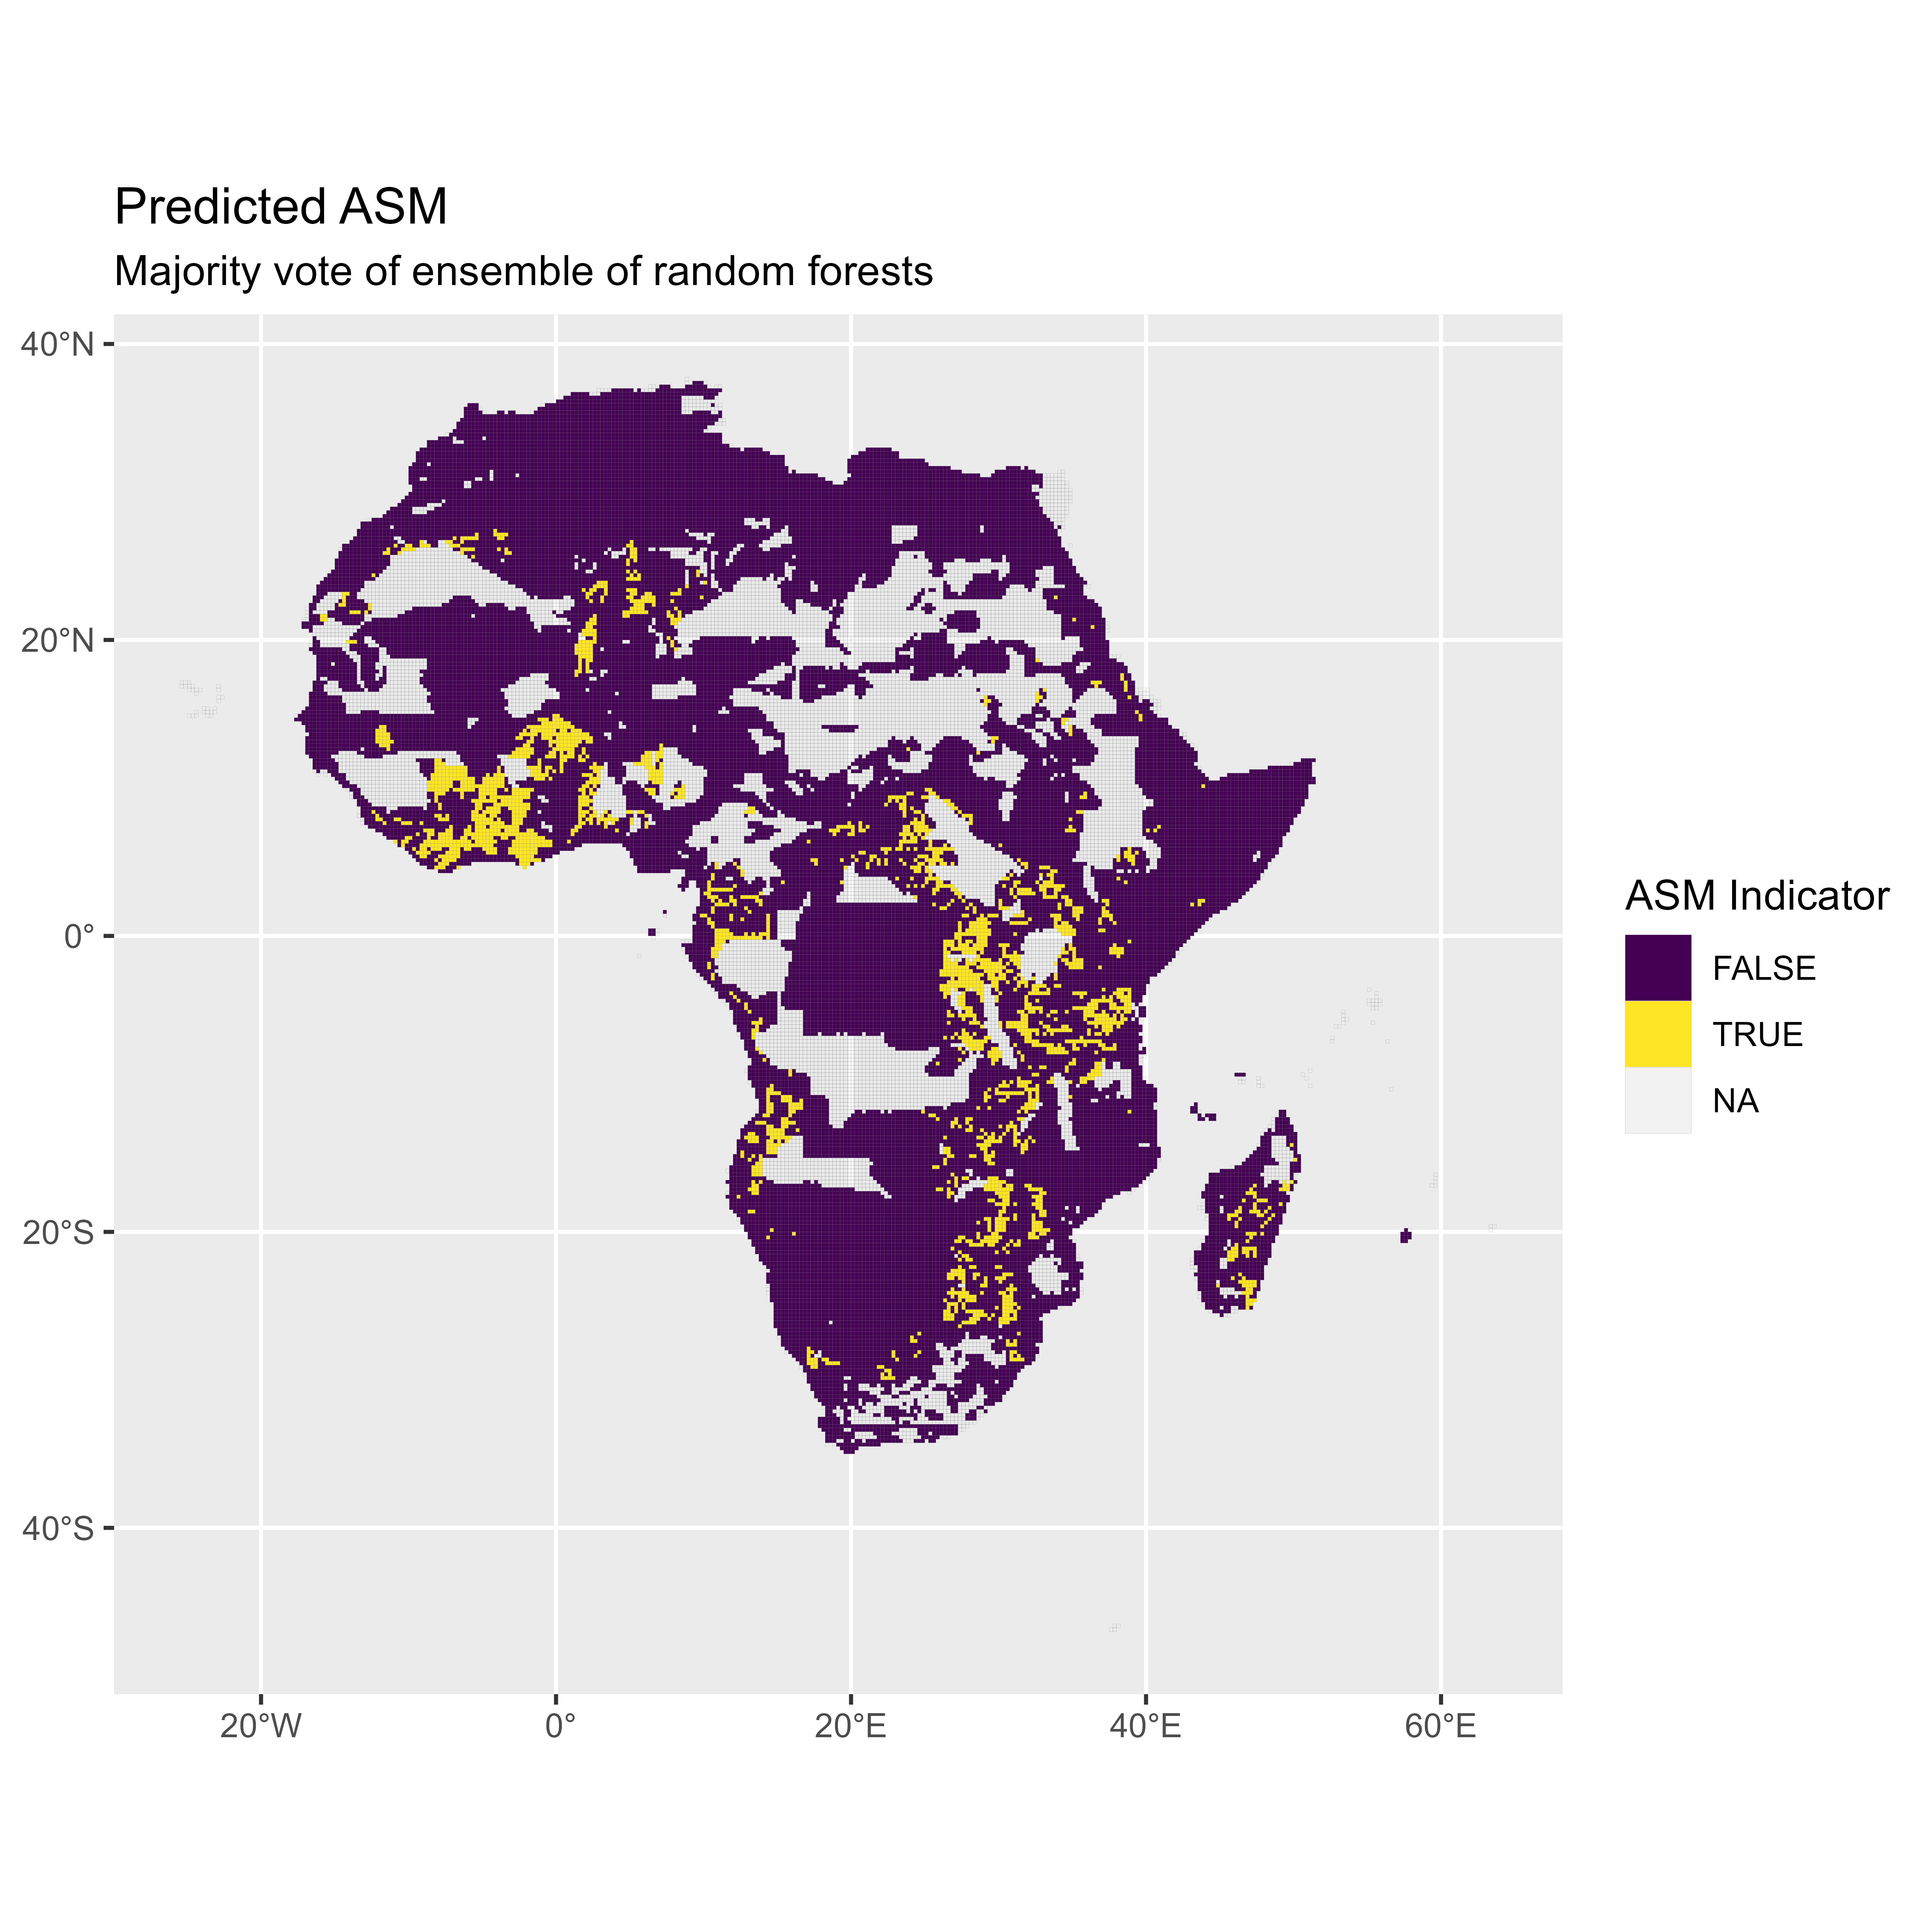 Predicted ASM
Majority vote of ensemble of random forests
40°N
20°N
0°
20°S
40°S
20°W
0°
20°E
40°E
60°E
ASM Indicator
FALSE
TRUE
NA